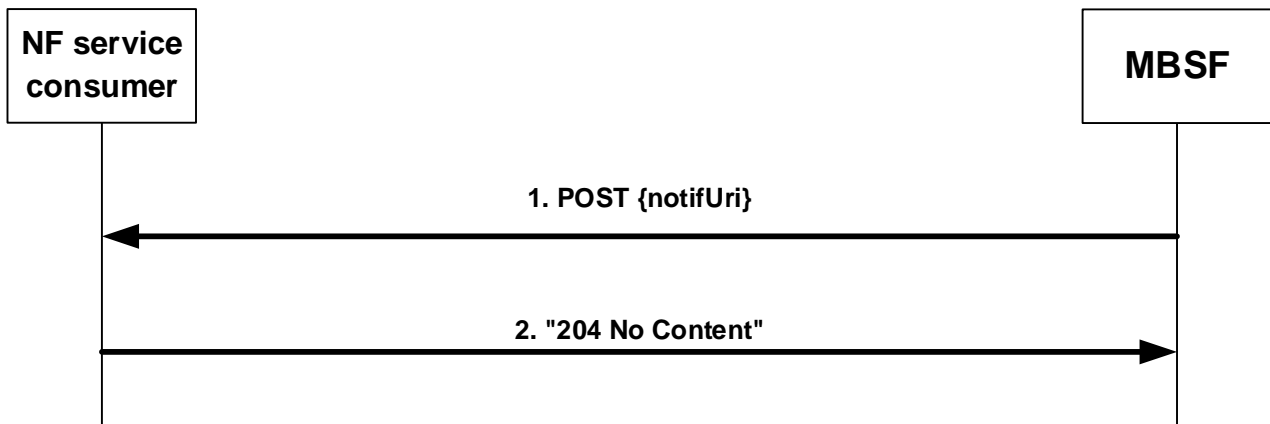 NF service
consumer
MBSF
1. POST {notifUri}
2. "204 No Content"